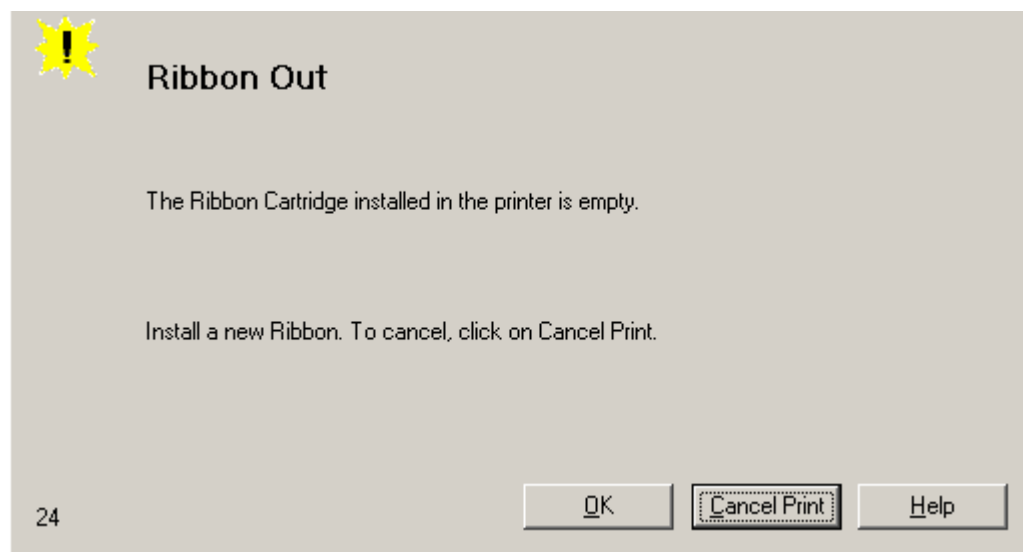 !
Ribbon Out
The Ribbon Cartridge installed in the printer is empty.
Install a new Ribbon. To cancel, click on Cancel Print.
24
OK
Cancel Print
Help